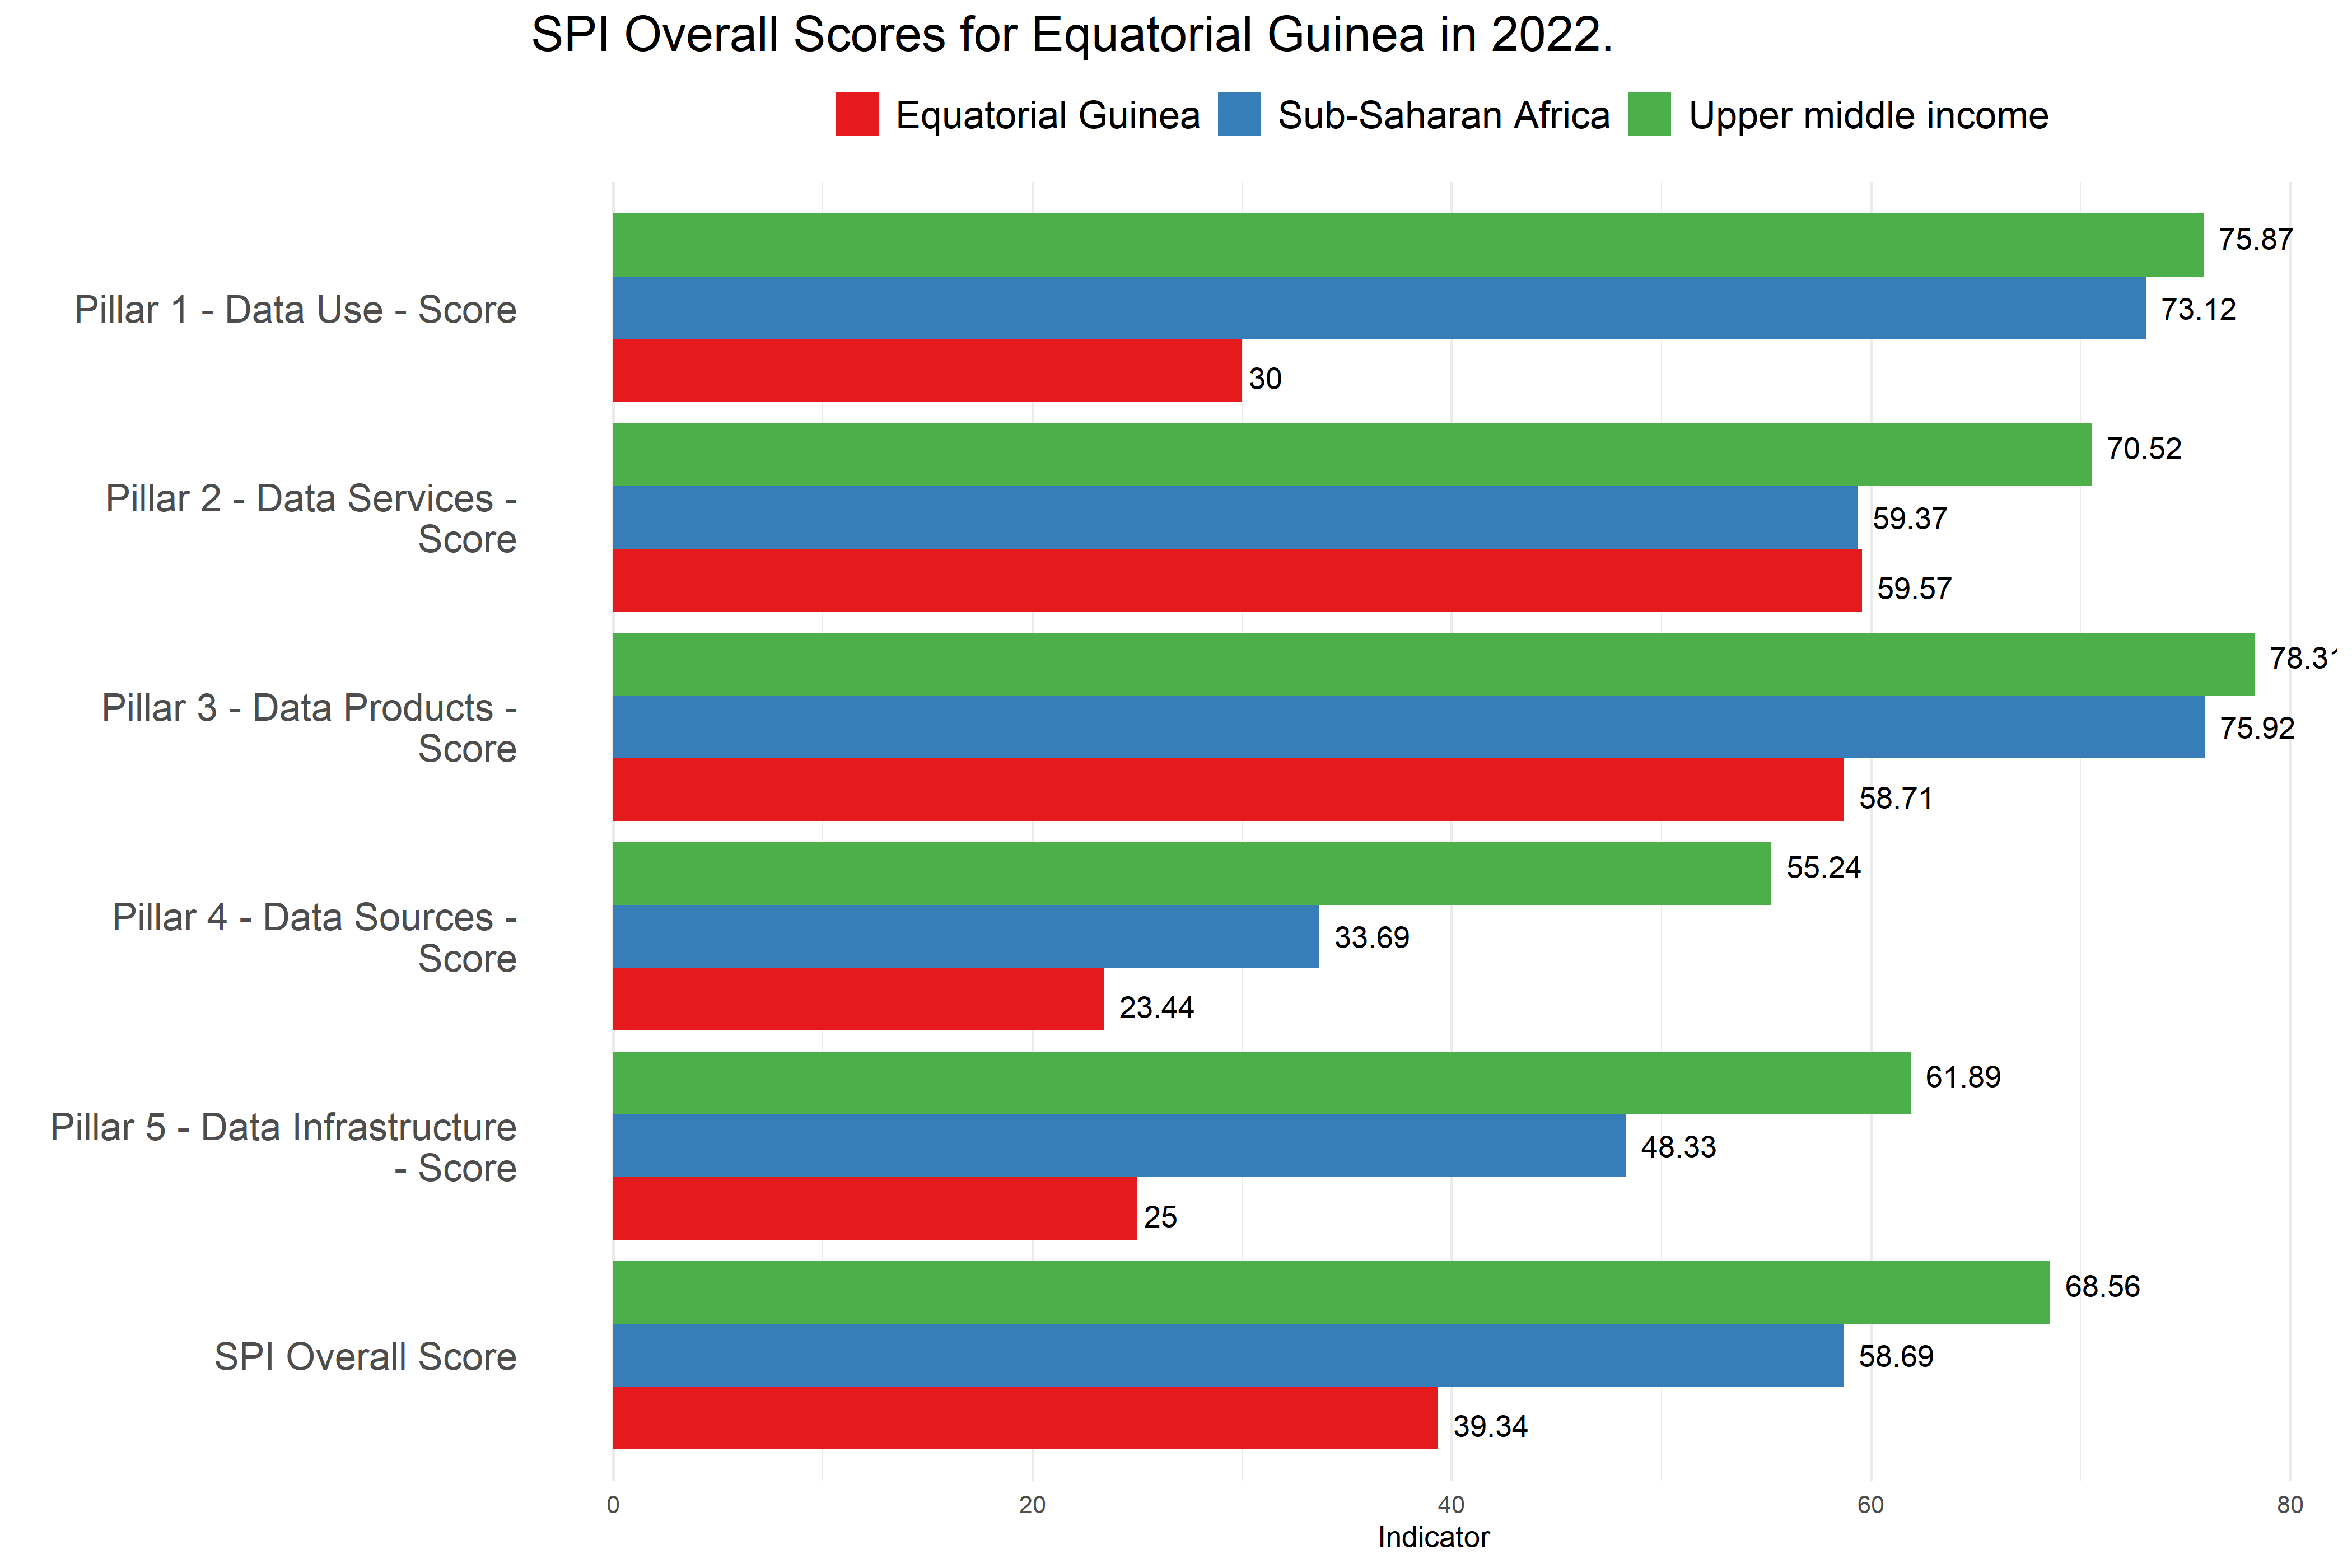 SPI Overall Scores for Equatorial Guinea in 2022.
Equatorial Guinea Sub-Saharan Africa Upper middle income
Pillar 1 - Data Use - Score
75.87
73.12
30
Pillar 2 - Data Services -
Score
70.52
59.37
59.57
Pillar 3 - Data Products -
Score
78.31
75.92
58.71
Pillar 4 - Data Sources -
Score
55.24
33.69
23.44
Pillar 5 - Data Infrastructure
- Score
61.89
48.33
25
SPI Overall Score
68.56
58.69
39.34
0 20 40 60 80
Indicator